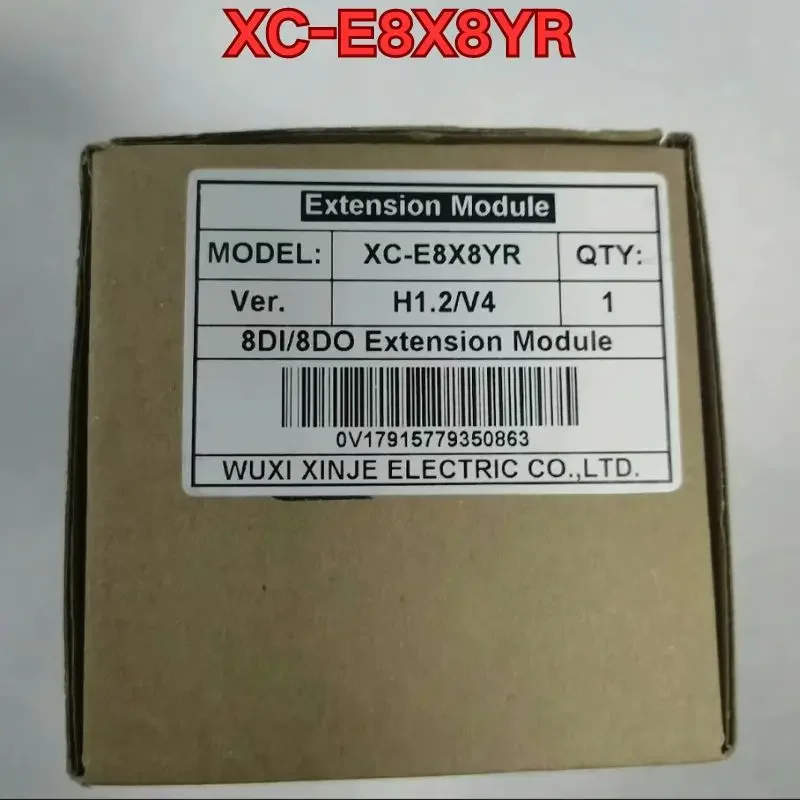 XC-E8X8YR
Extension Module
MODEL: XC-E8X8YR QTY:
Ver. H1.2/V4 1
8DI/8DO Extension Module
0V17915779350863
WUXI XINJE ELECTRIC CO.,LTD.